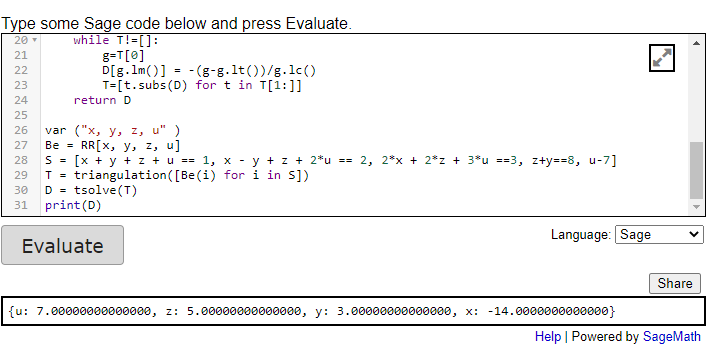 Type some Sage code below and press Evaluate.
20 while T!=[]:
21 g=T[0]
22 D[g.lm()] = -(g-g.lt())/g.lc()
23 T=[t.subs(D) for t in T[1:]]
24 return D
25
26 var ("x, y, z, u" )
27 Be = RR[x, y, z, u]
28 S = [x + y + z + u == 1, x - y + z + 2*u == 2, 2*x + 2*z + 3*u ==3, z+y==8, u-7]
29 T = triangulation([Be(i) for i in S])
30 D = tsolve(T)
31 print(D)
Evaluate
Language: Sage
Share
{u: 7.00000000000000, z: 5.00000000000000, y: 3.00000000000000, x: -14.0000000000000}
Help | Powered by SageMath